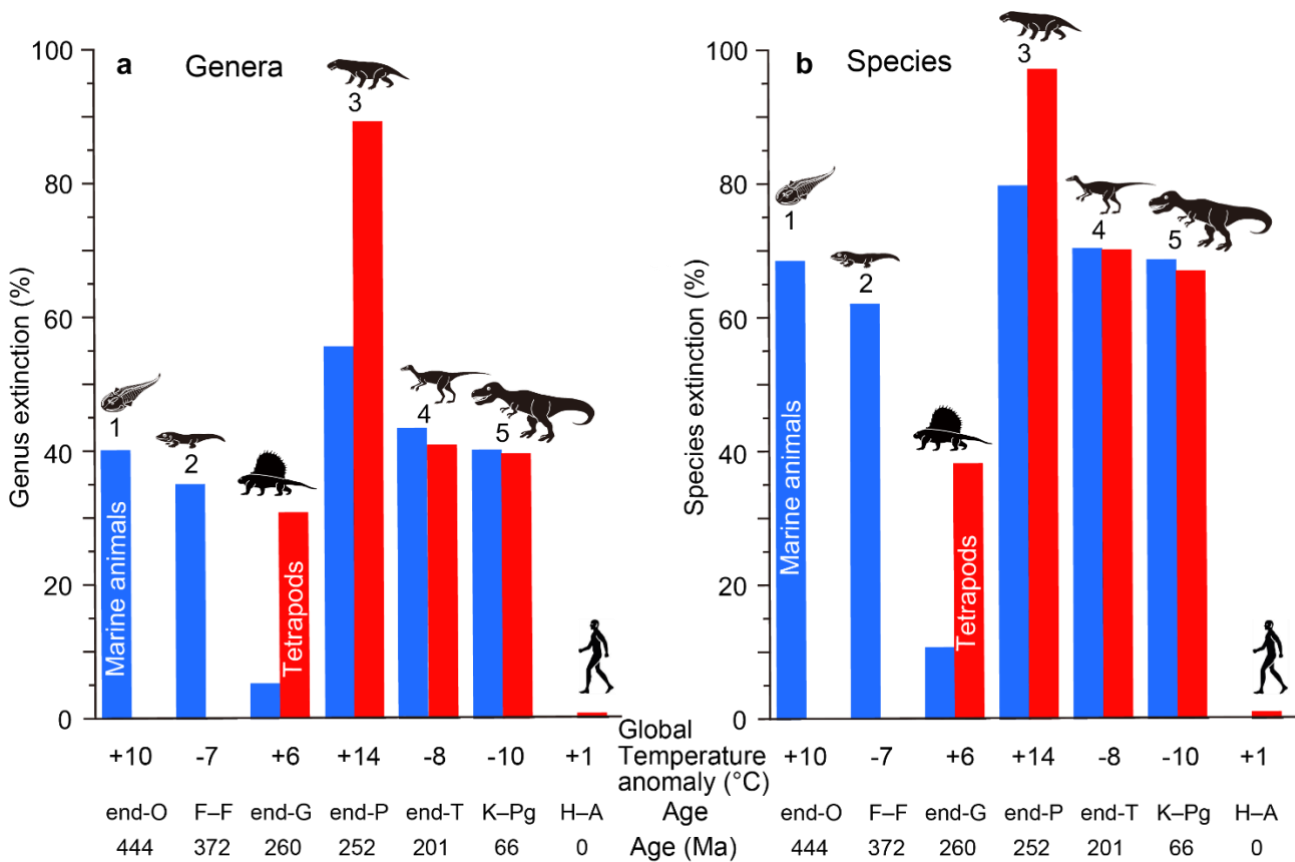 a Genera
b Species
Genus extinction (%)
100
80
60
40
20
0
1
2
3
4
5
Marine animals
Tetrapods
Species extinction (%)
100
80
60
40
20
0
1
2
3
4
5
Marine animals
Tetrapods
Global
+10 -7 +6 +14 -8 -10 +1 Temperature +10 -7 +6 +14 -8 -10 +1
anomaly (°C)
end-O F–F end-G end-P end-T K–Pg H–A Age end-O F–F end-G end-P end-T K–Pg H–A
444 372 260 252 201 66 0 Age (Ma) 444 372 260 252 201 66 0